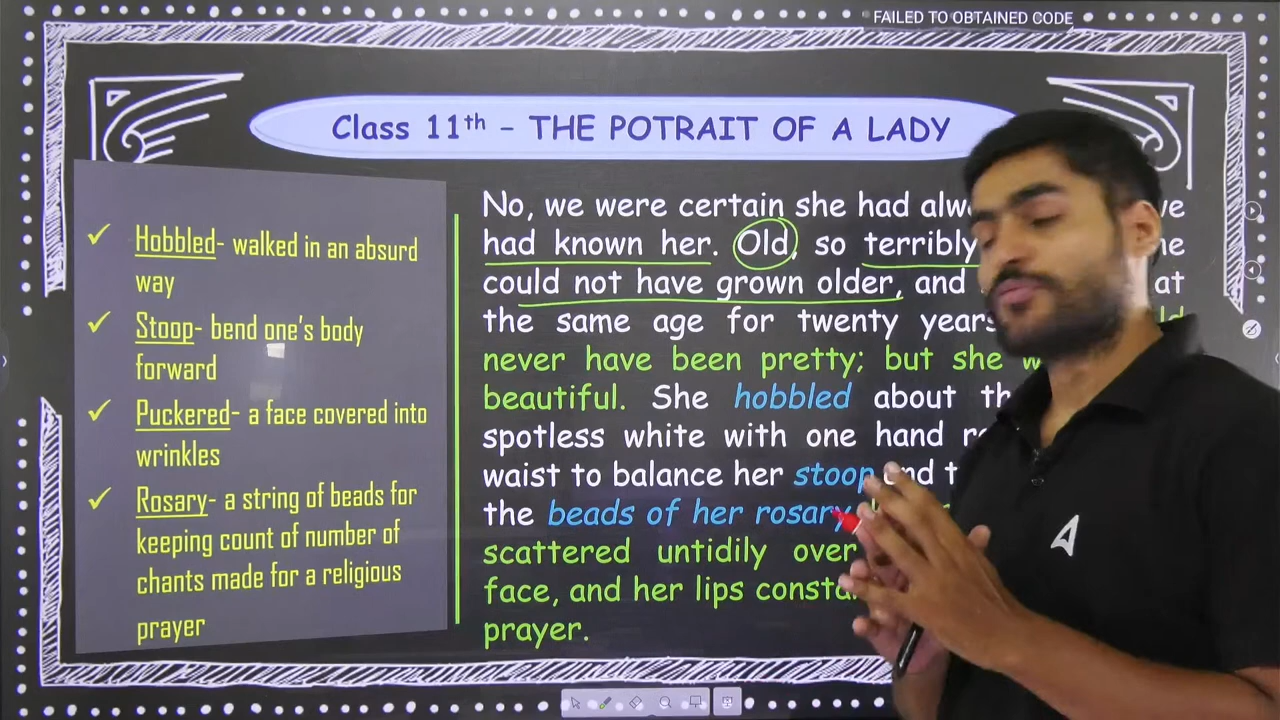 FAILED TO OBTAINED CODE
Class 11th - THE POTRAIT OF A LADY
Hobbled- walked in an absurd
way
Stoop- bend one's body
forward
Puckered- a face covered into
wrinkles
Rosary- a string of beads for
keeping count of number of
chants made for a religious
prayer
No, we were certain she had
had known her. Old, so terribly
could not have grown older, and at
the same age for twenty years
never have been pretty; but she
beautiful. She hobbled about
spotless white with one hand
waist to balance her stoop and
the beads of her rosary
scattered untidily over
face, and her lips
prayer.